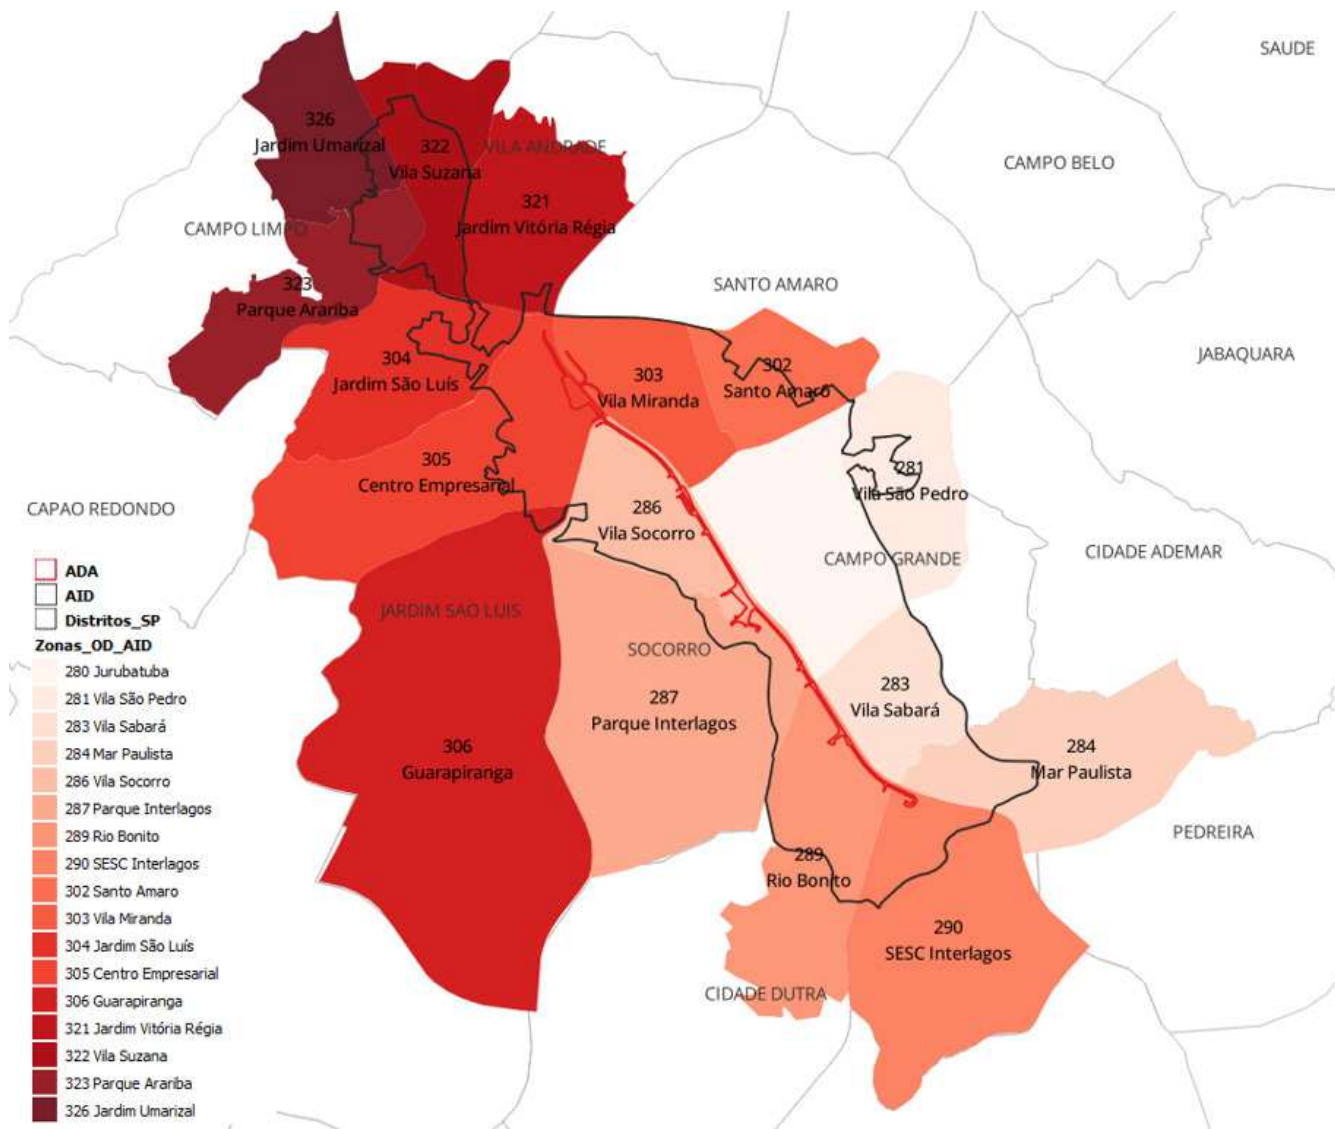 SAUDE
326
Jardim Umarizal
322
Vila Suzana
VILA ANDRADE
CAMPO BELO
321
Jardim Vitória Régia
CAMPO LIMPO
323
Parque Arariba
SANTO AMARO
304
Jardim São Luís
303
Vila Miranda
302
Santo Amaro
JABAQUARA
305
Centro Empresarial
281
Vila São Pedro
CAPAO REDONDO
286
Vila Socorro
CAMPO GRANDE
CIDADE ADEMAR
JARDIM SAO LUIS
SOCORRO
287
Parque Interlagos
283
Vila Sabará
306
Guarapiranga
284
Mar Paulista
PEDREIRA
289
Rio Bonito
290
SESC Interlagos
CIDADE DUTRA
ADA
AID
Distritos_SP
Zonas_OD_AID
280 Jurubatuba
281 Vila São Pedro
283 Vila Sabará
284 Mar Paulista
286 Vila Socorro
287 Parque Interlagos
289 Rio Bonito
290 SESC Interlagos
302 Santo Amaro
303 Vila Miranda
304 Jardim São Luís
305 Centro Empresarial
306 Guarapiranga
321 Jardim Vitória Régia
322 Vila Suzana
323 Parque Arariba
326 Jardim Umarizal